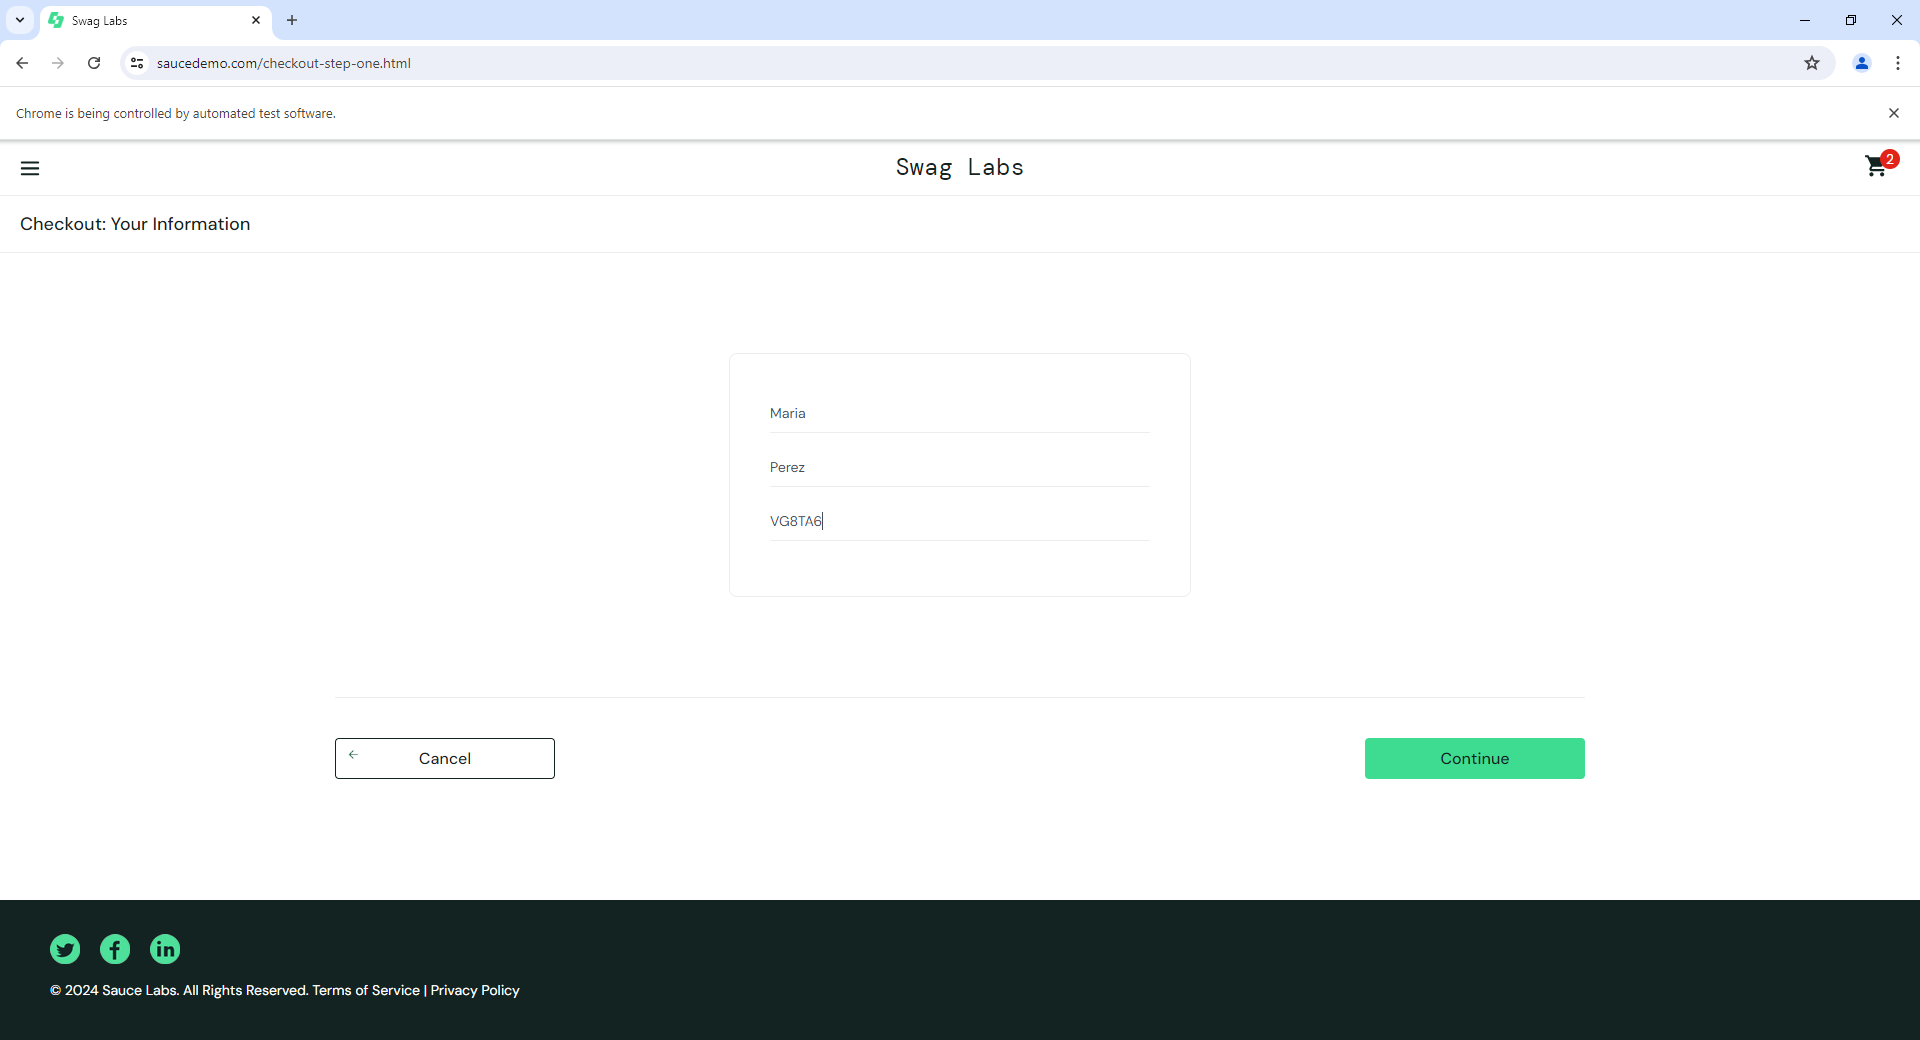 Swag Labs
saucedemo.com/checkout-step-one.html
Chrome is being controlled by automated test software.
Swag Labs
2
Checkout: Your Information
Maria
Perez
VG8TA6
Cancel
Continue
© 2024 Sauce Labs. All Rights Reserved. Terms of Service | Privacy Policy